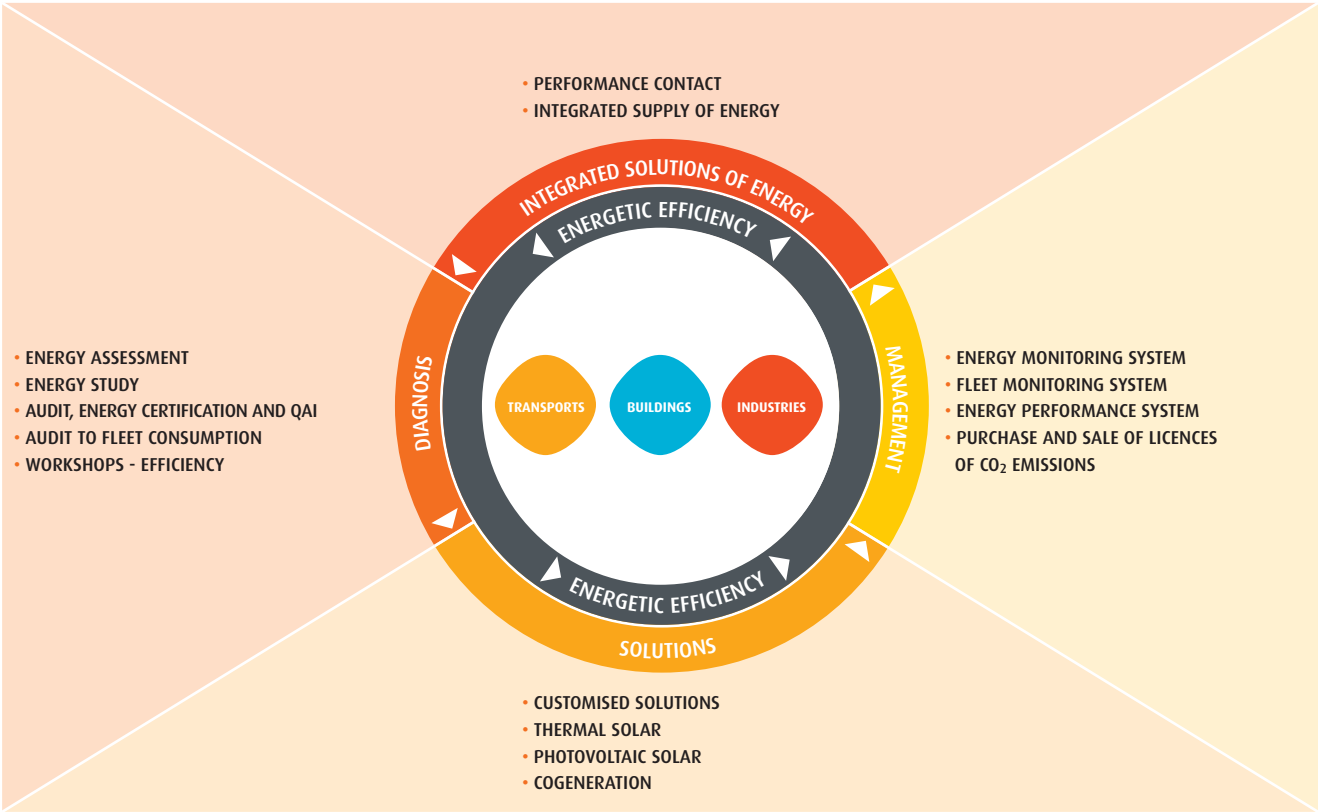 • PERFORMANCE CONTACT
• INTEGRATED SUPPLY OF ENERGY
INTEGRATED SOLUTIONS OF ENERGY
ENERGETIC EFFICIENCY
• ENERGY ASSESSMENT
• ENERGY STUDY
• AUDIT, ENERGY CERTIFICATION AND QAI
• AUDIT TO FLEET CONSUMPTION
• WORKSHOPS - EFFICIENCY
DIAGNOSIS
TRANSPORTS
BUILDINGS
INDUSTRIES
MANAGEMENT
• ENERGY MONITORING SYSTEM
• FLEET MONITORING SYSTEM
• ENERGY PERFORMANCE SYSTEM
• PURCHASE AND SALE OF LICENCES
OF CO₂ EMISSIONS
ENERGETIC EFFICIENCY
SOLUTIONS
• CUSTOMISED SOLUTIONS
• THERMAL SOLAR
• PHOTOVOLTAIC SOLAR
• COGENERATION